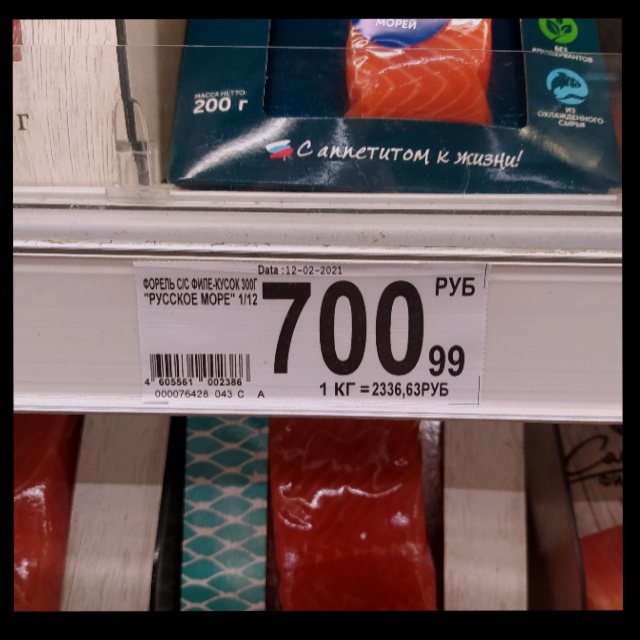 МОРЕЙ
БЕЗ
КОНСЕРВАНТОВ
МАССА НЕТТО:
200 г
ИЗ
ОХЛАЖДЕННОГО
СЫРЬЯ
г
С аппетитом к жизни!
Data :12-02-2021
ФОРЕЛЬ С/С ФИЛЕ-КУСОК 300Г
"РУССКОЕ МОРЕ" 1/12
700 99
РУБ
4 605561 002386
1 КГ = 2336,63РУБ
000076428 043 С А